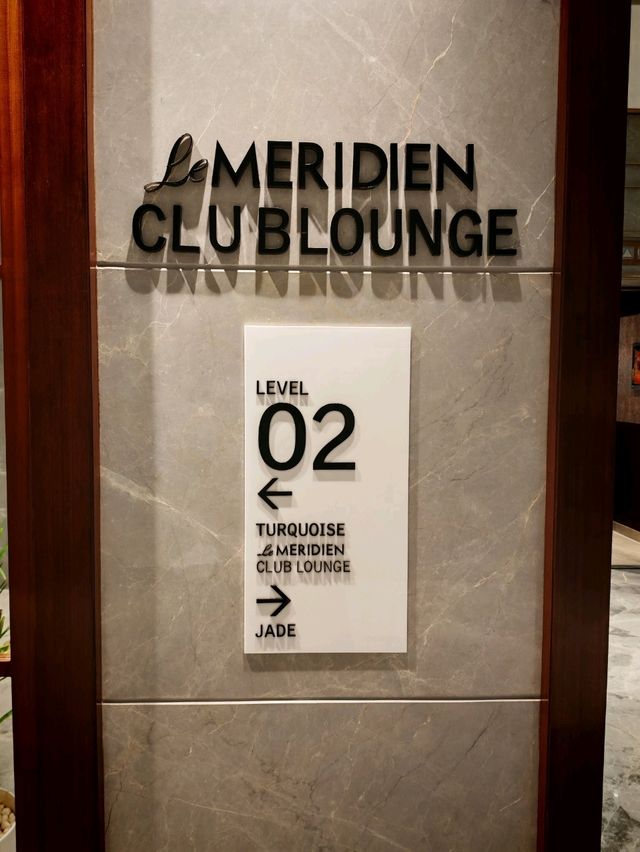 Le MERIDIEN
CLUB LOUNGE
LEVEL
02
←
TURQUOISE
Le MERIDIEN
CLUB LOUNGE
→
JADE